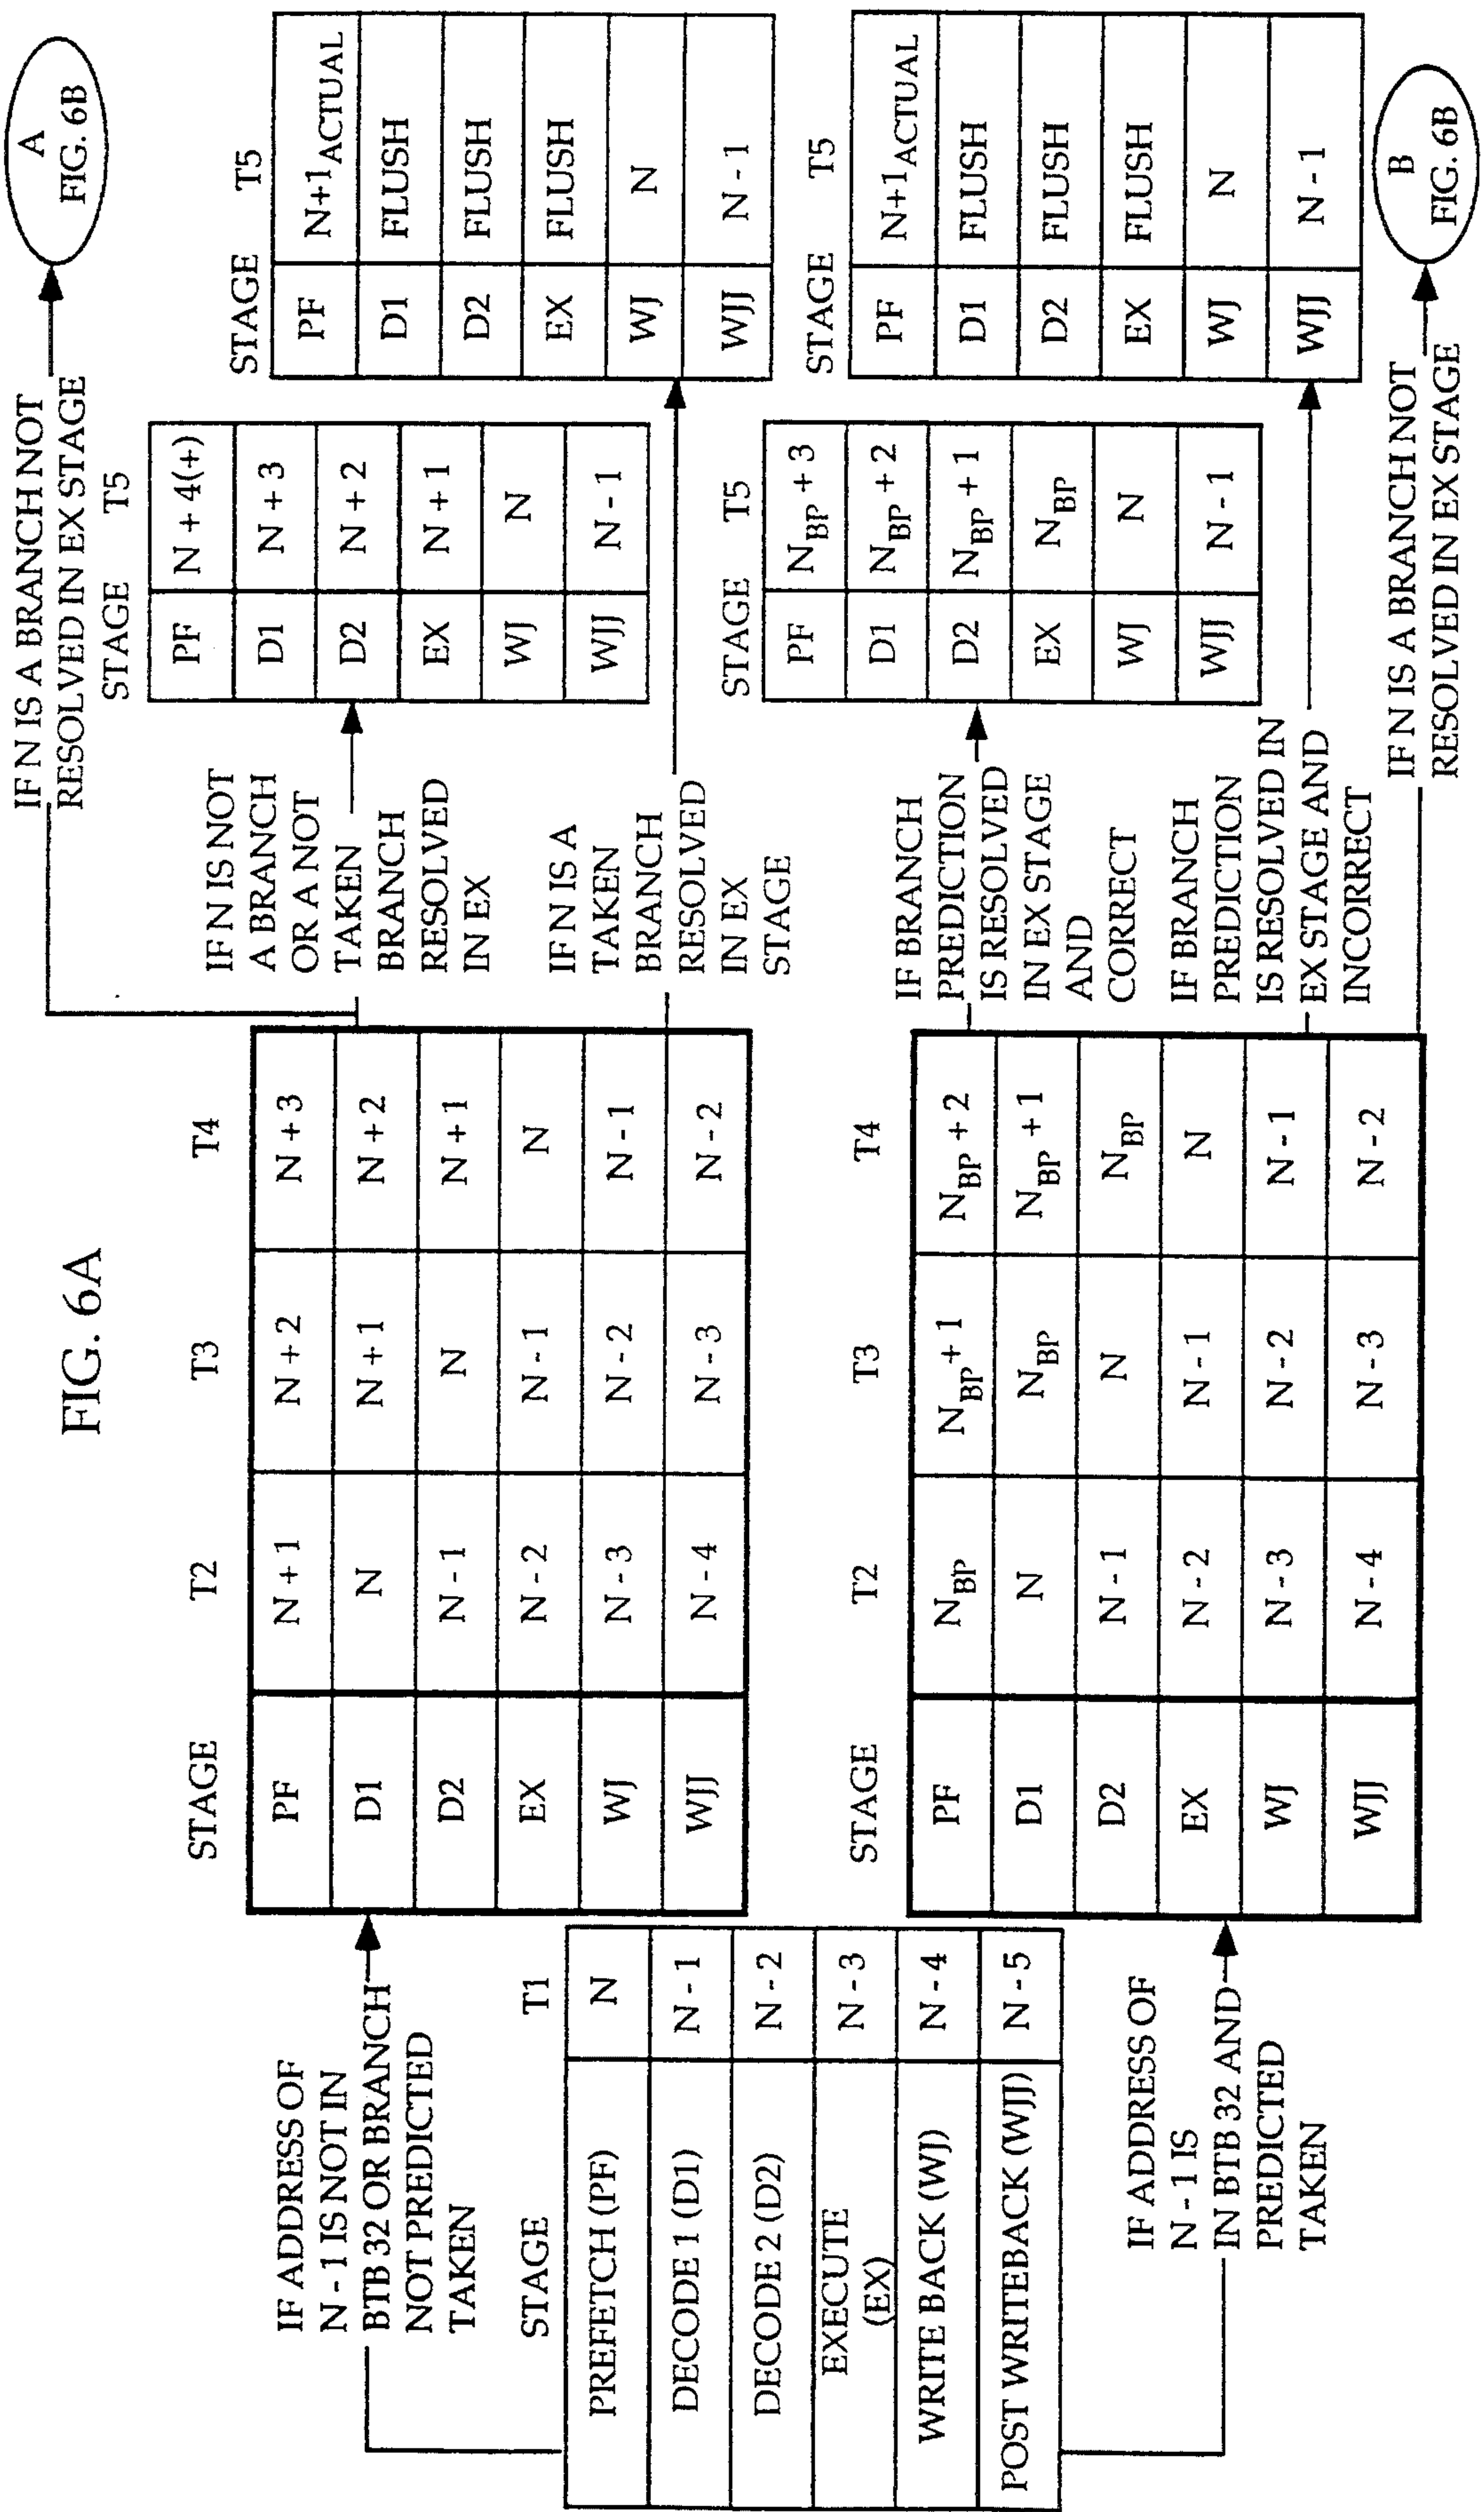 FIG. 6A
STAGE T1
PREFETCH (PF) N
DECODE 1 (D1) N - 1
DECODE 2 (D2) N - 2
EXECUTE N - 3
(EX)
WRITE BACK (WJ) N - 4
POST WRITEBACK (WJJ) N - 5
IF ADDRESS OF
N - 1 IS NOT IN
BTB 32 OR BRANCH
NOT PREDICTED
TAKEN
STAGE T2 T3 T4
PF N + 1 N + 2 N + 3
D1 N N + 1 N + 2
D2 N - 1 N N + 1
EX N - 2 N - 1 N
WJ N - 3 N - 2 N - 1
WJJ N - 4 N - 3 N - 2
IF N IS A BRANCH NOT
RESOLVED IN EX STAGE
A
FIG. 6B
IF N IS NOT
A BRANCH
OR A NOT
TAKEN
BRANCH
RESOLVED
IN EX
STAGE T5
PF N + 4(+)
D1 N + 3
D2 N + 2
EX N + 1
WJ N
WJJ N - 1
IF N IS A
TAKEN
BRANCH
RESOLVED
IN EX
STAGE
STAGE T5
PF N+1ACTUAL
D1 FLUSH
D2 FLUSH
EX FLUSH
WJ N
WJJ N - 1
IF ADDRESS OF
N - 1 IS
IN BTB 32 AND
PREDICTED
TAKEN
STAGE T2 T3 T4
PF NBP NBP + 1 NBP + 2
D1 N NBP NBP + 1
D2 N - 1 N NBP
EX N - 2 N - 1 N
WJ N - 3 N - 2 N - 1
WJJ N - 4 N - 3 N - 2
IF BRANCH
PREDICTION
IS RESOLVED
IN EX STAGE
AND
CORRECT
STAGE T5
PF NBP + 3
D1 NBP + 2
D2 NBP + 1
EX NBP
WJ N
WJJ N - 1
IF BRANCH
PREDICTION
IS RESOLVED IN
EX STAGE AND
INCORRECT
STAGE T5
PF N+1ACTUAL
D1 FLUSH
D2 FLUSH
EX FLUSH
WJ N
WJJ N - 1
IF N IS A BRANCH NOT
RESOLVED IN EX STAGE
B
FIG. 6B